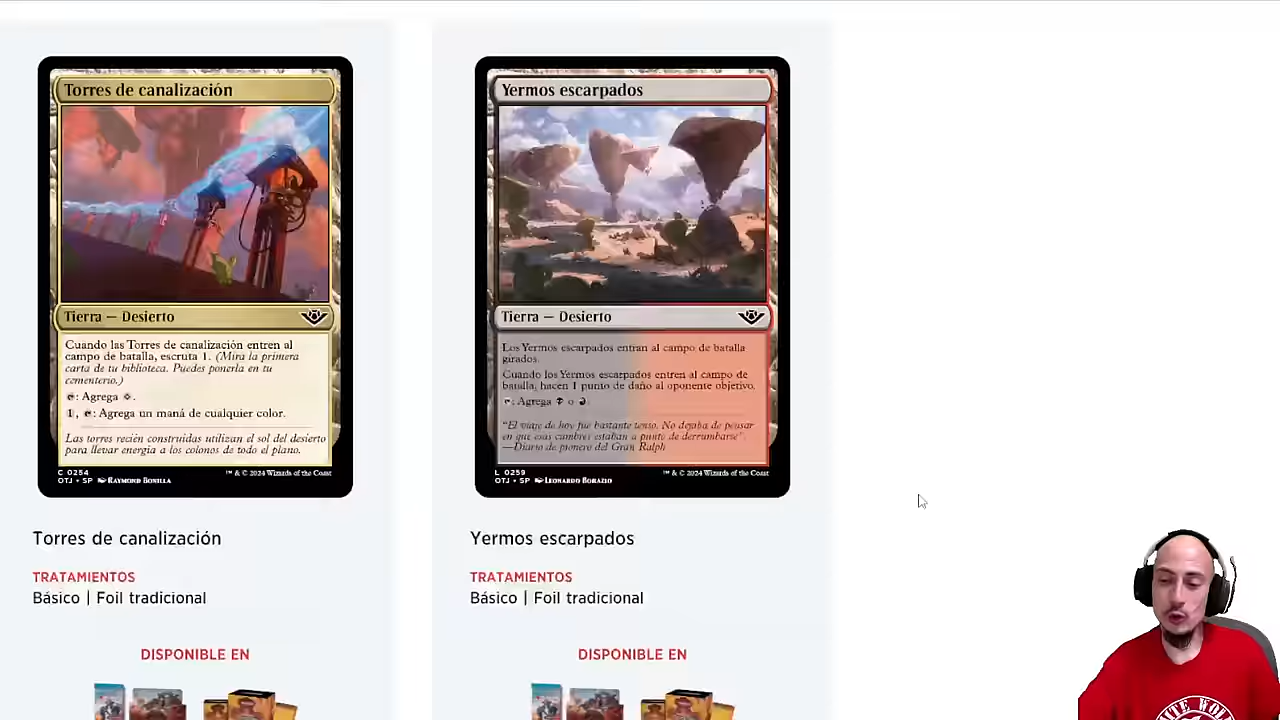 Torres de canalización
Tierra — Desierto
Cuando las Torres de canalización entren al
campo de batalla, escruta 1. (Mira la primera
carta de tu biblioteca. Puedes ponerla en tu
cementerio.)
: Agrega
1, : Agrega un maná de cualquier color.
Las torres recién construidas utilizan el sol del desierto
para llevar energía a los colonos de todo el plano.
C 0254
OTJ • SP RAYMOND BONILLA
™ & © 2024 Wizards of the Coast
Torres de canalización
TRATAMIENTOS
Básico | Foil tradicional
DISPONIBLE EN
Yermos escarpados
Tierra — Desierto
Los Yermos escarpados entran al campo de batalla
girados.
Cuando los Yermos escarpados entren al campo de
batalla, hacen 1 punto de daño al oponente objetivo.
: Agrega o .
"El viaje de hoy fue bastante tenso. No dejaba de pensar
en que esas cumbres estaban a punto de derrumbarse".
—Diario de pionero del Gran Ralph
L 0259
OTJ • SP LEONARDO BORAZIO
™ & © 2024 Wizards of the Coast
Yermos escarpados
TRATAMIENTOS
Básico | Foil tradicional
DISPONIBLE EN